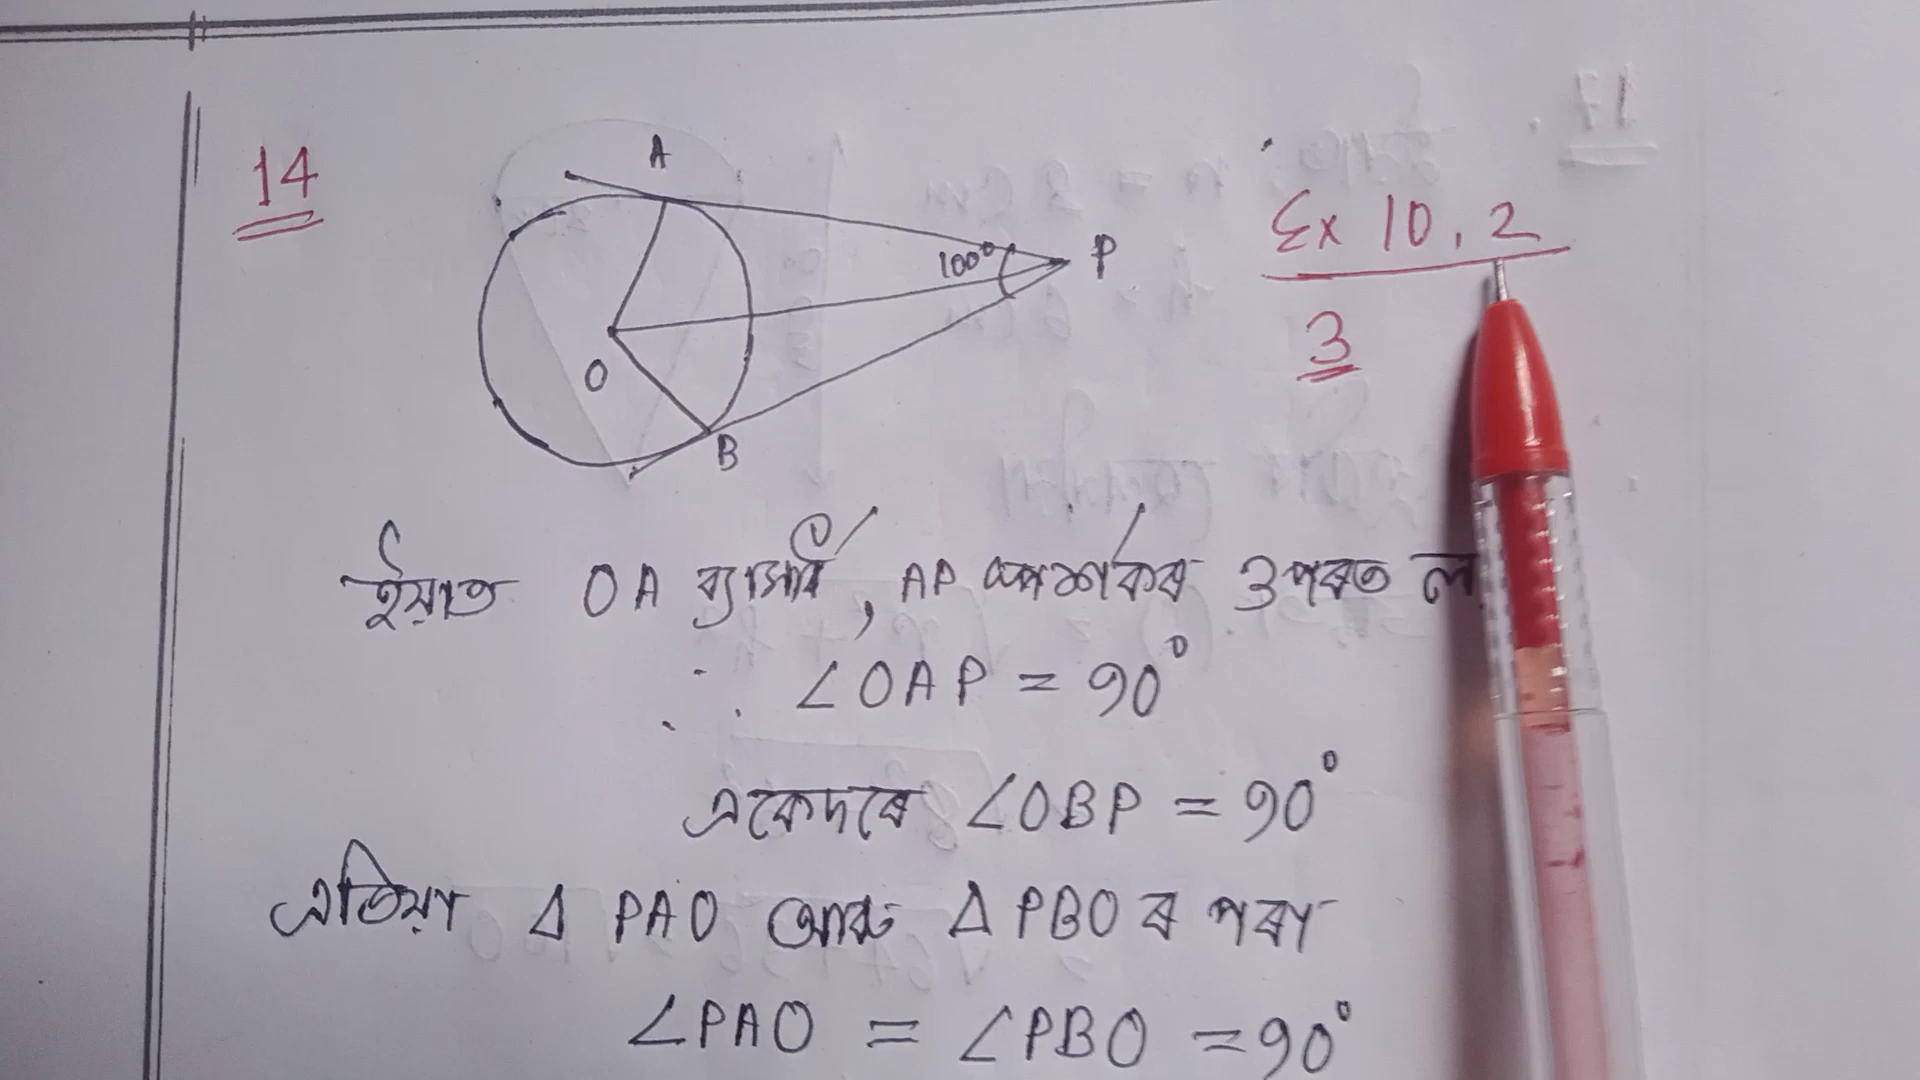 14
A
100°
P
O
B
Ex 10.2
3
ইয়াত OA ব্যাসাৰ্ধ, AP স্পৰ্শকৰ ওপৰত
∴ ∠OAP = 90°
একেদৰে ∠OBP = 90°
এতিয়া Δ PAO আৰু Δ PBO ৰ পৰা
∠PAO = ∠PBO = 90°